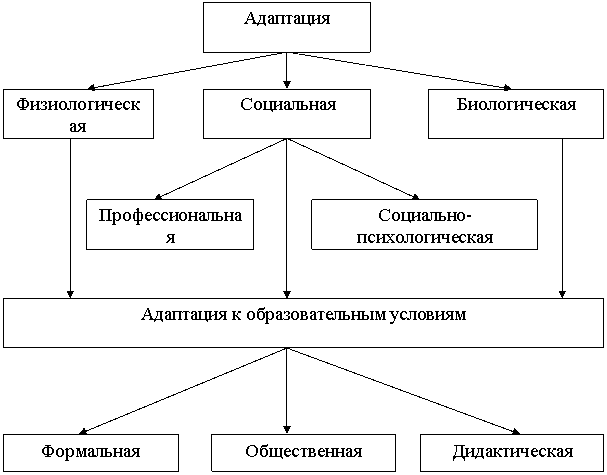 Адаптация
Физиологическ
ая
Социальная
Биологическая
Профессиональна
я
Социально-
психологическая
Адаптация к образовательным условиям
Формальная
Общественная
Дидактическая